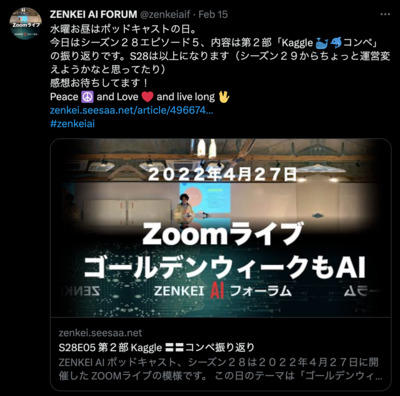 ZENKEI AI FORUM @zenkeiaif · Feb 15
水曜お昼はポッドキャストの日。
今日はシーズン２８エピソード５、内容は第２部「Kaggle 🐳🐬コンペ」
の振り返りです。S28は以上になります（シーズン２９からちょっと運営変
えようかなと思ってたり）
感想お待ちしてます！
Peace ☮️ and Love ❤️ and live long 🖖
zenkei.seesaa.net/article/496674...
#zenkeiai
Zoomライブ
２０２２年４月２７日
Zoomライブ
ゴールデンウィークもAI
ZENKEI AI フォーラム
zenkei.seesaa.net
S28E05 第２部 Kaggle 〓〓コンペ振り返り
ZENKEI AI ポッドキャスト、シーズン２８は２０２２年４月２７日に開
催した ZOOMライブの模様です。 この日のテーマは「ゴールデンウィ...